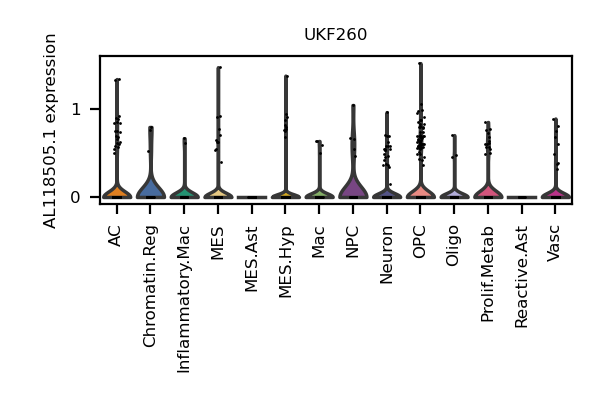 UKF260
AL118505.1 expression
1
0
AC
Chromatin.Reg
Inflammatory.Mac
MES
MES.Ast
MES.Hyp
Mac
NPC
Neuron
OPC
Oligo
Prolif.Metab
Reactive.Ast
Vasc